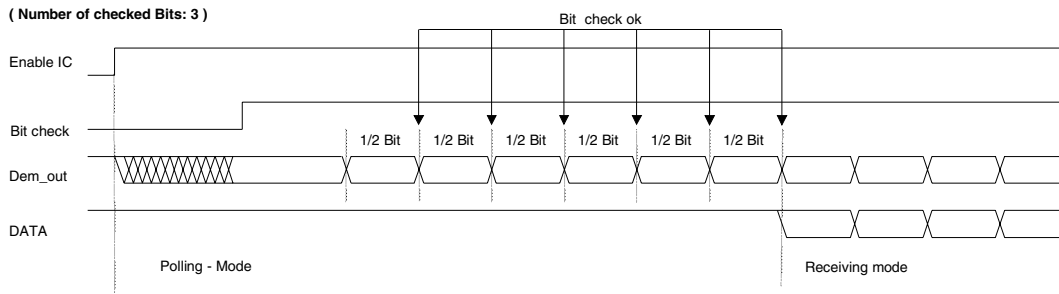 ( Number of checked Bits: 3 )
Bit check ok
Enable IC
Bit check
1/2 Bit 1/2 Bit 1/2 Bit 1/2 Bit 1/2 Bit 1/2 Bit
Dem_out
DATA
Polling - Mode Receiving mode